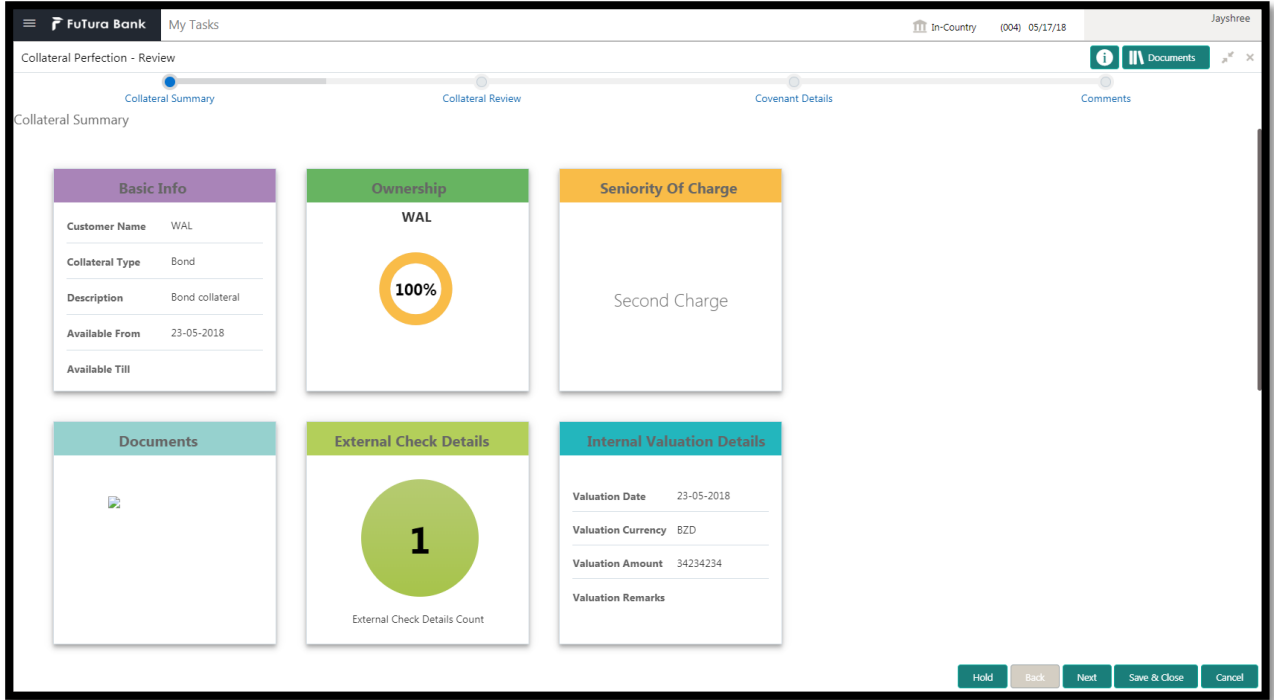 FuTura Bank My Tasks In-Country (004) 05/17/18 Jayshree
Collateral Perfection - Review i Documents
Collateral Summary Collateral Review Covenant Details Comments
Collateral Summary
Basic Info
Customer Name WAL
Collateral Type Bond
Description Bond collateral
Available From 23-05-2018
Available Till
Ownership
WAL
100%
Seniority Of Charge
Second Charge
Documents
External Check Details
1
External Check Details Count
Internal Valuation Details
Valuation Date 23-05-2018
Valuation Currency BZD
Valuation Amount 34234234
Valuation Remarks
Hold Back Next Save & Close Cancel